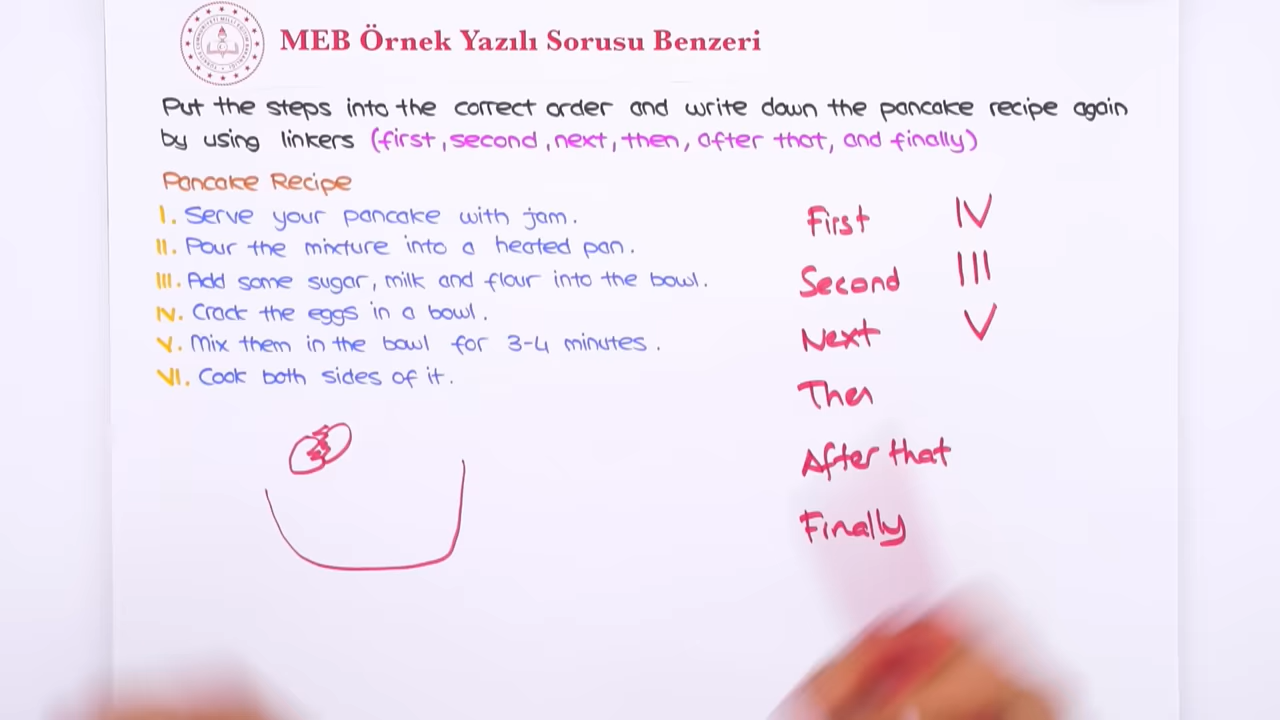 MEB Örnek Yazılı Sorusu Benzeri
Put the steps into the correct order and write down the pancake recipe again
by using linkers (first, second, next, then, after that, and finally)
Pancake Recipe
I. Serve your pancake with jam.
II. Pour the mixture into a heated pan.
III. Add some sugar, milk and flour into the bowl.
IV. Crack the eggs in a bowl.
V. Mix them in the bowl for 3-4 minutes.
VI. Cook both sides of it.
First IV
Second III
Next V
Then
After that
Finally